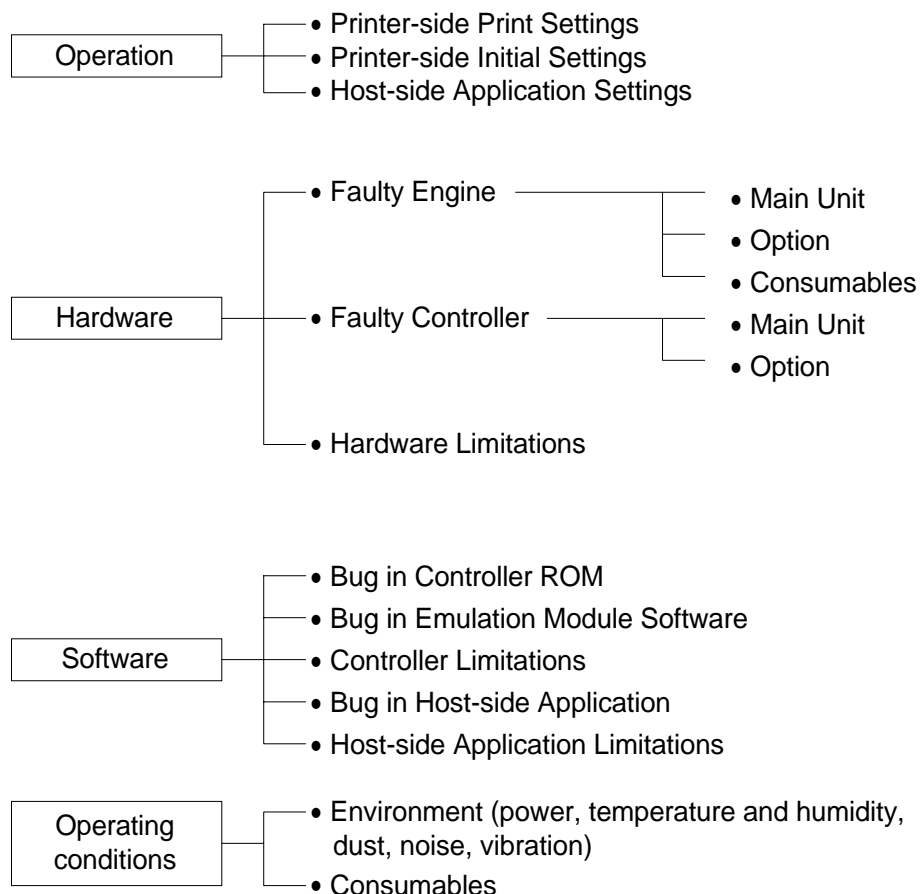 Operation
• Printer-side Print Settings
• Printer-side Initial Settings
• Host-side Application Settings
Hardware
• Faulty Engine
• Main Unit
• Option
• Consumables
• Faulty Controller
• Main Unit
• Option
• Hardware Limitations
Software
• Bug in Controller ROM
• Bug in Emulation Module Software
• Controller Limitations
• Bug in Host-side Application
• Host-side Application Limitations
Operating
conditions
• Environment (power, temperature and humidity,
dust, noise, vibration)
• Consumables